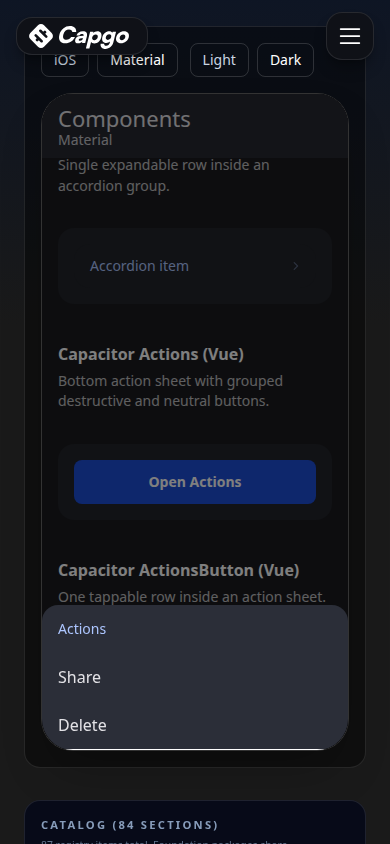 Capgo
iOS
Material
Light
Dark
Components
Material
Single expandable row inside an
accordion group.
Accordion item
Capacitor Actions (Vue)
Bottom action sheet with grouped
destructive and neutral buttons.
Open Actions
Capacitor ActionsButton (Vue)
One tappable row inside an action sheet.
Actions
Share
Delete
CATALOG (84 SECTIONS)